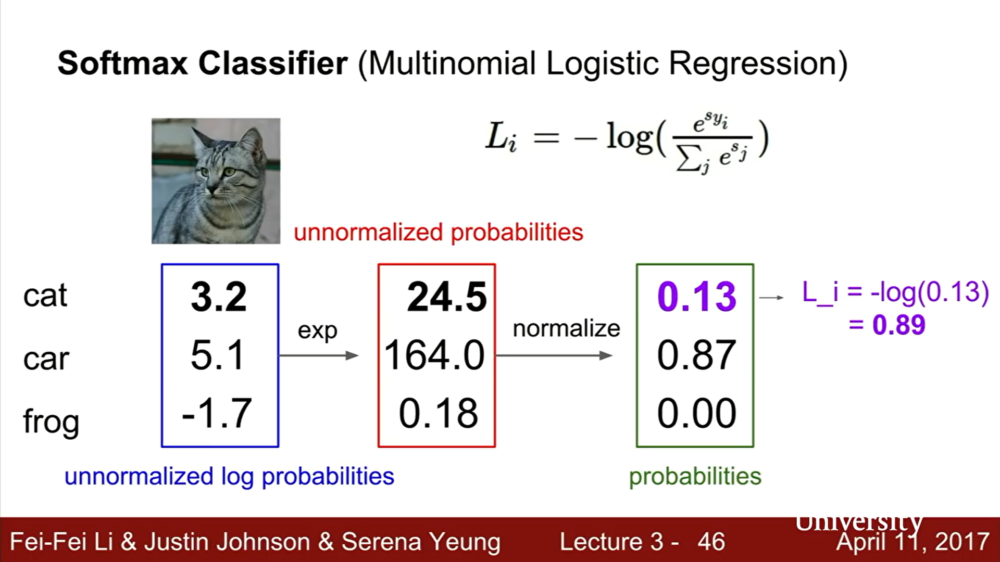 Softmax Classifier (Multinomial Logistic Regression)
L_i = − log( e^{s_{y_i}} / ∑_j e^{s_j} )
unnormalized probabilities
cat 3.2 24.5 0.13 L_i = -log(0.13)
= 0.89
exp normalize
car 5.1 164.0 0.87
frog -1.7 0.18 0.00
unnormalized log probabilities probabilities
University
Fei-Fei Li & Justin Johnson & Serena Yeung Lecture 3 - 46 April 11, 2017